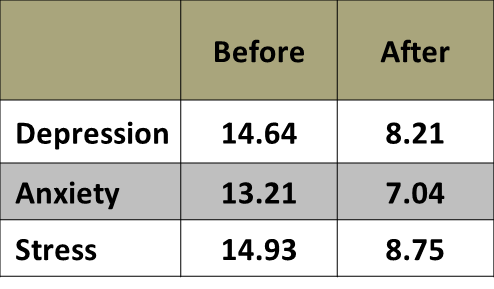 Before After
Depression 14.64 8.21
Anxiety 13.21 7.04
Stress 14.93 8.75